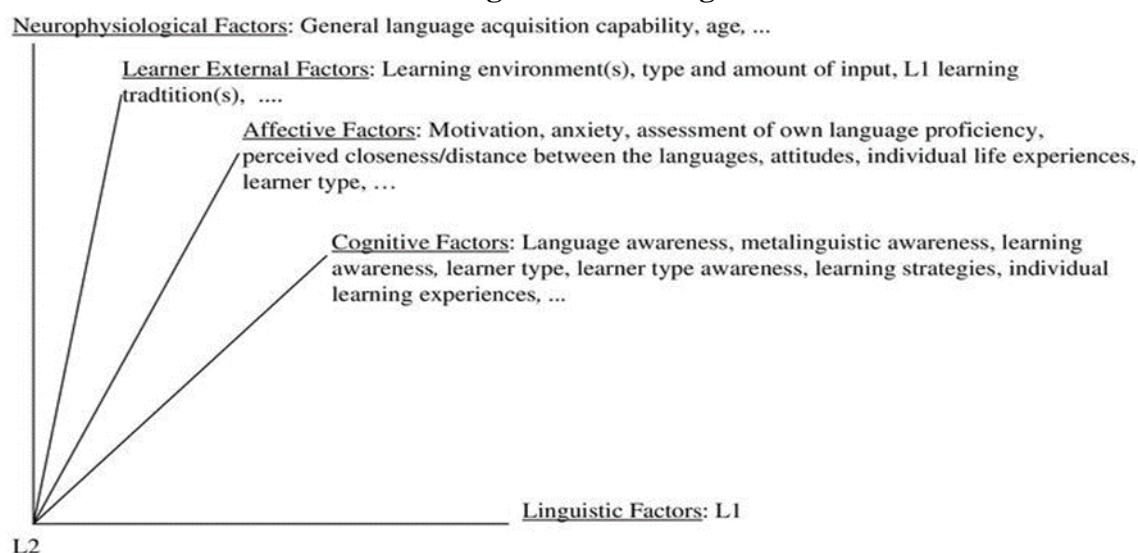 Neurophysiological Factors: General language acquisition capability, age, ...
Learner External Factors: Learning environment(s), type and amount of input, L1 learning
tradtition(s), ....
Affective Factors: Motivation, anxiety, assessment of own language proficiency,
perceived closeness/distance between the languages, attitudes, individual life experiences,
learner type, …
Cognitive Factors: Language awareness, metalinguistic awareness, learning
awareness, learner type, learner type awareness, learning strategies, individual
learning experiences, ...
Linguistic Factors: L1
L2